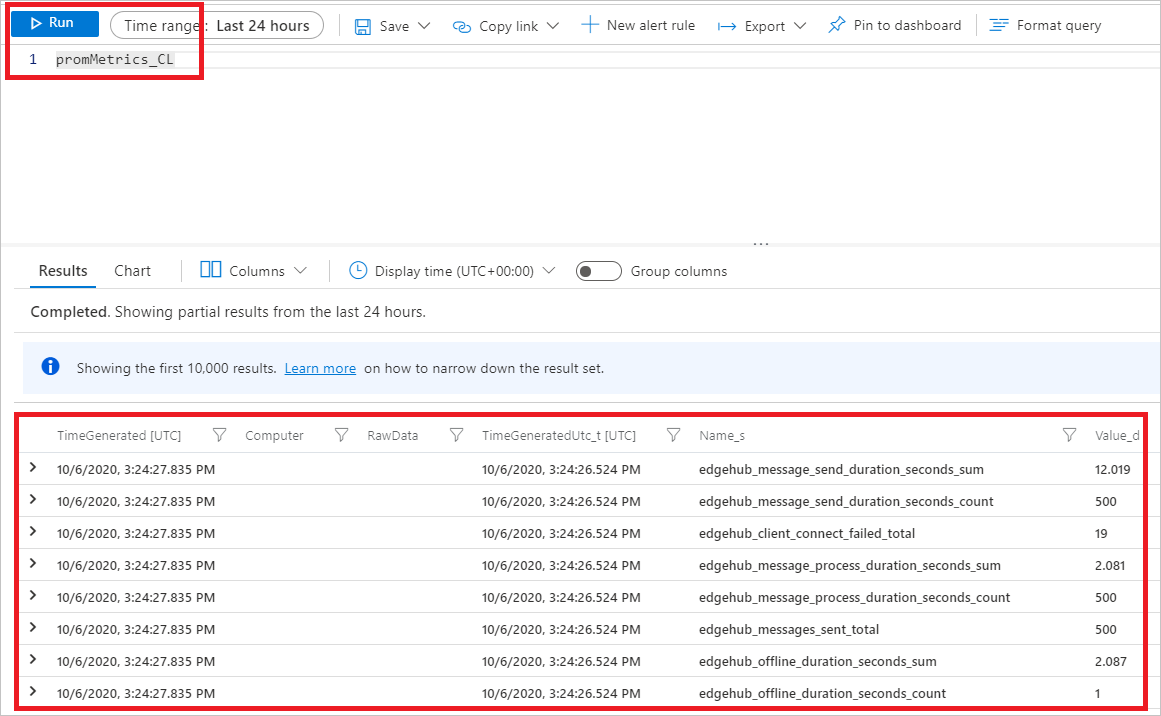 Run Time range : Last 24 hours Save Copy link New alert rule Export Pin to dashboard Format query
1 promMetrics_CL
...
Results Chart Columns Display time (UTC+00:00) Group columns
Completed. Showing partial results from the last 24 hours.
Showing the first 10,000 results. Learn more on how to narrow down the result set.
TimeGenerated [UTC] Computer RawData TimeGeneratedUtc_t [UTC] Name_s Value_d
10/6/2020, 3:24:27.835 PM 10/6/2020, 3:24:26.524 PM edgehub_message_send_duration_seconds_sum 12.019
10/6/2020, 3:24:27.835 PM 10/6/2020, 3:24:26.524 PM edgehub_message_send_duration_seconds_count 500
10/6/2020, 3:24:27.835 PM 10/6/2020, 3:24:26.524 PM edgehub_client_connect_failed_total 19
10/6/2020, 3:24:27.835 PM 10/6/2020, 3:24:26.524 PM edgehub_message_process_duration_seconds_sum 2.081
10/6/2020, 3:24:27.835 PM 10/6/2020, 3:24:26.524 PM edgehub_message_process_duration_seconds_count 500
10/6/2020, 3:24:27.835 PM 10/6/2020, 3:24:26.524 PM edgehub_messages_sent_total 500
10/6/2020, 3:24:27.835 PM 10/6/2020, 3:24:26.524 PM edgehub_offline_duration_seconds_sum 2.087
10/6/2020, 3:24:27.835 PM 10/6/2020, 3:24:26.524 PM edgehub_offline_duration_seconds_count 1